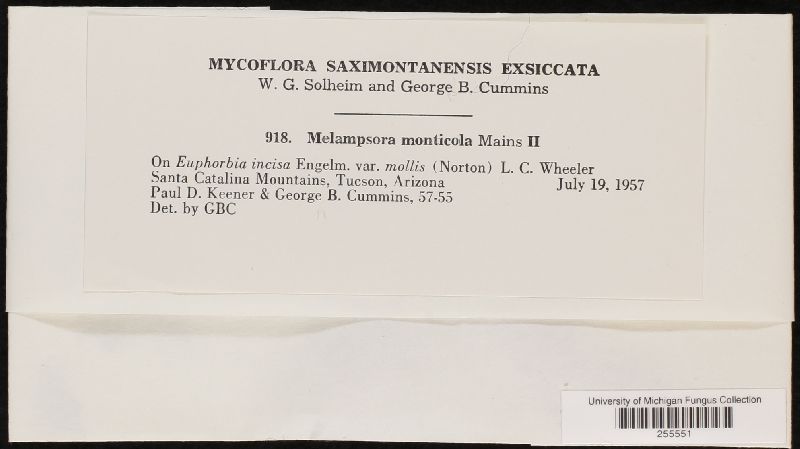 MYCOFLORA SAXIMONTANENSIS EXSICCATA
W. G. Solheim and George B. Cummins
918. Melampsora monticola Mains II
On Euphorbia incisa Engelm. var. mollis (Norton) L. C. Wheeler
Santa Catalina Mountains, Tucson, Arizona July 19, 1957
Paul D. Keener & George B. Cummins, 57-55
Det. by GBC
University of Michigan Fungus Collection
255551